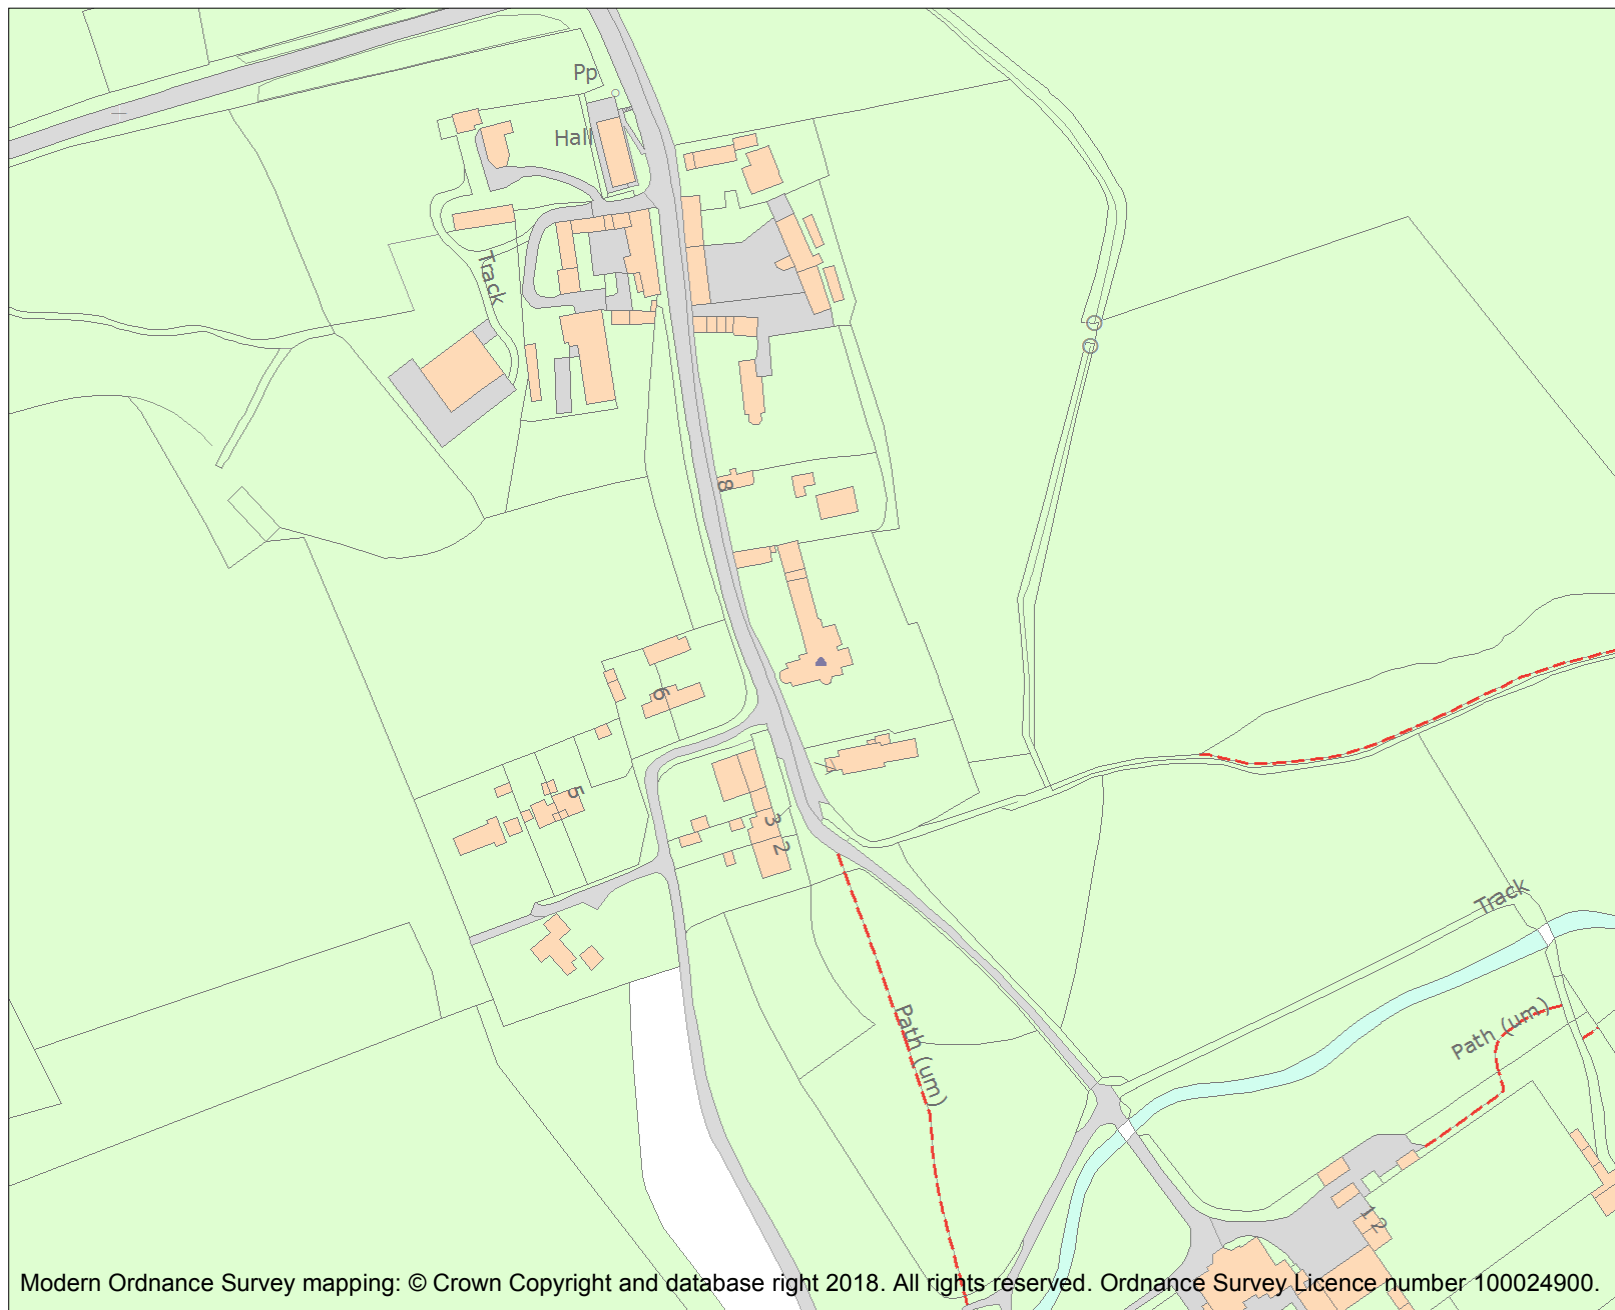 Pp
Hall
Track
8
6
5
3
2
Track
Path (um)
Path (um)
1
2
Modern Ordnance Survey mapping: © Crown Copyright and database right 2018. All rights reserved. Ordnance Survey Licence number 100024900.